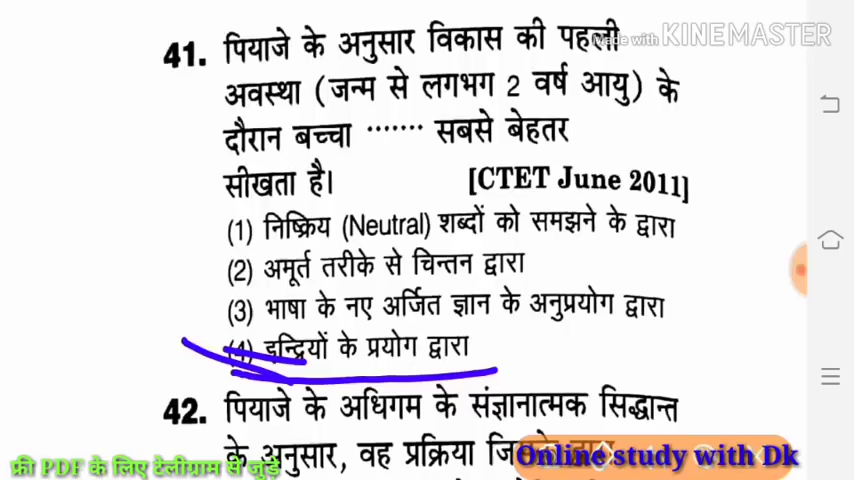 Made with KINEMASTER
41. पियाजे के अनुसार विकास की पहली
अवस्था (जन्म से लगभग 2 वर्ष आयु) के
दौरान बच्चा ....... सबसे बेहतर
सीखता है। [CTET June 2011]
(1) निष्क्रिय (Neutral) शब्दों को समझने के द्वारा
(2) अमूर्त तरीके से चिन्तन द्वारा
(3) भाषा के नए अर्जित ज्ञान के अनुप्रयोग द्वारा
(4) इन्द्रियों के प्रयोग द्वारा
42. पियाजे के अधिगम के संज्ञानात्मक सिद्धान्त
के अनुसार, वह प्रक्रिया
फ्री PDF के लिए टेलीग्राम से जुड़े
Online study with Dk